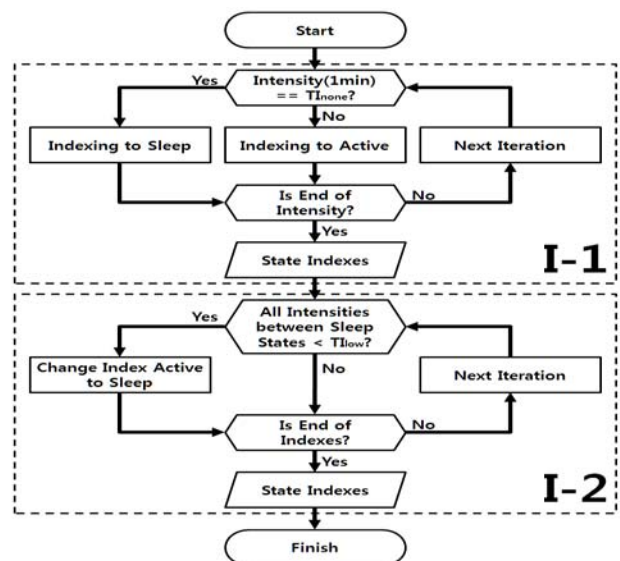 Start
Yes
Intensity(1min)
== TInone?
No
Indexing to Sleep
Indexing to Active
Next Iteration
Is End of
Intensity?
No
Yes
State Indexes
I-1
Yes
All Intensities
between Sleep
States < TIlow?
Change Index Active
to Sleep
No
Next Iteration
Is End of
Indexes?
No
Yes
State Indexes
I-2
Finish